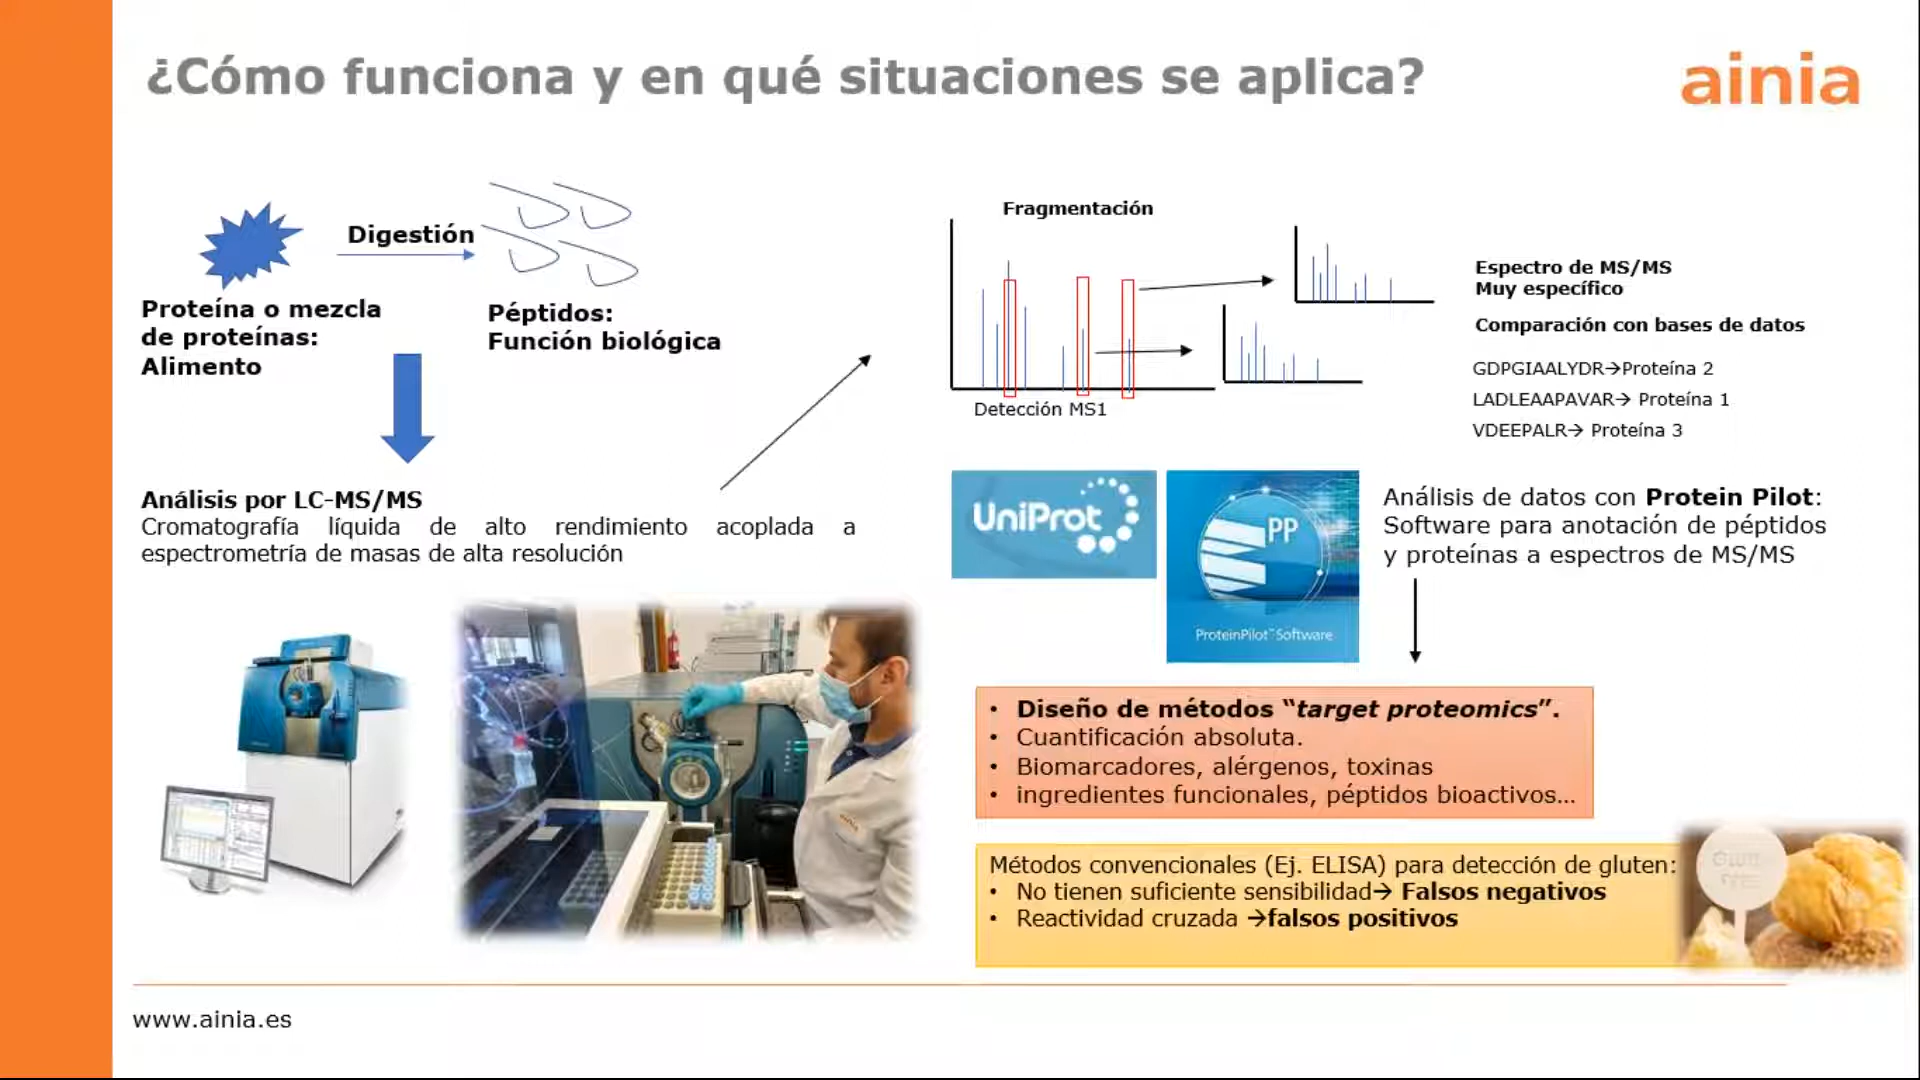 ¿Cómo funciona y en qué situaciones se aplica?
ainia
Digestión
Proteína o mezcla
de proteínas:
Alimento
Péptidos:
Función biológica
Análisis por LC-MS/MS
Cromatografía líquida de alto rendimiento acoplada a
espectrometría de masas de alta resolución
Fragmentación
Detección MS1
Espectro de MS/MS
Muy específico
Comparación con bases de datos
GDPGIAALYDR→Proteína 2
LADLEAAPAVAR→ Proteína 1
VDEEPALR→ Proteína 3
UniProt
PP
ProteinPilot™Software
Análisis de datos con Protein Pilot:
Software para anotación de péptidos
y proteínas a espectros de MS/MS
• Diseño de métodos “target proteomics”.
• Cuantificación absoluta.
• Biomarcadores, alérgenos, toxinas
• ingredientes funcionales, péptidos bioactivos…
Métodos convencionales (Ej. ELISA) para detección de gluten:
• No tienen suficiente sensibilidad→ Falsos negativos
• Reactividad cruzada →falsos positivos
www.ainia.es